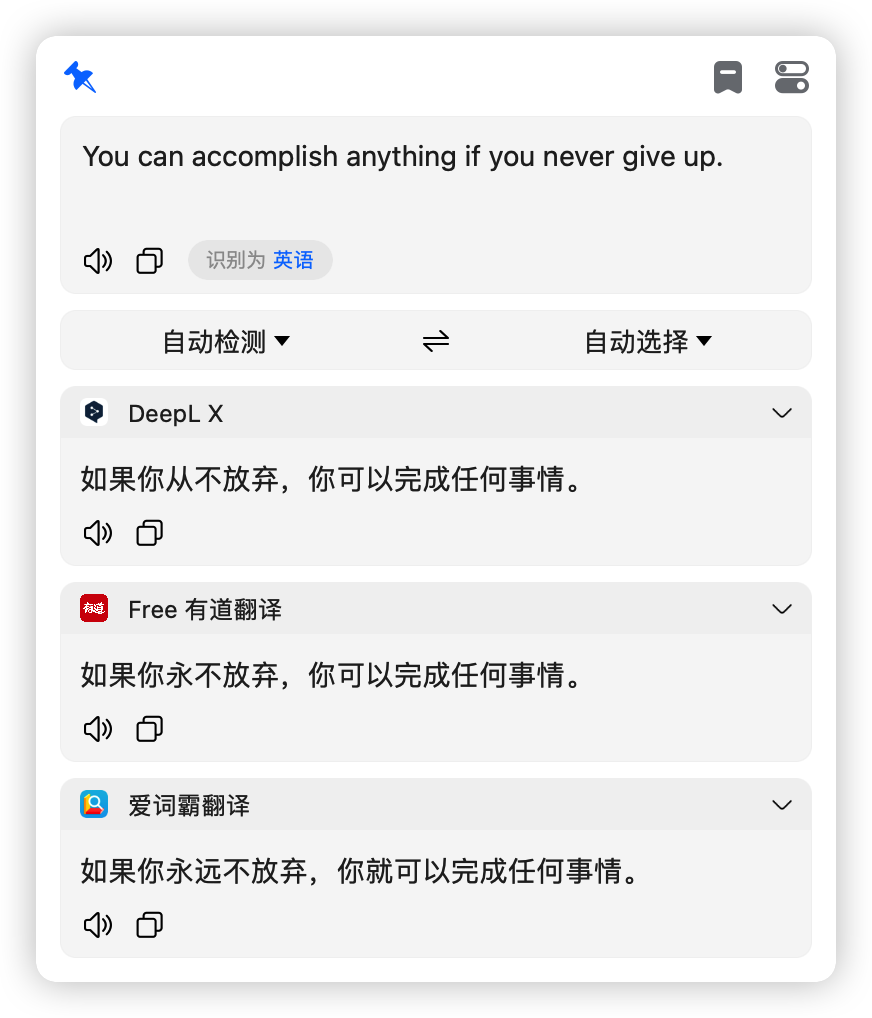 You can accomplish anything if you never give up.
识别为 英语
自动检测 自动选择
DeepL X
如果你从不放弃，你可以完成任何事情。
有道 Free 有道翻译
如果你永不放弃，你可以完成任何事情。
爱词霸翻译
如果你永远不放弃，你就可以完成任何事情。